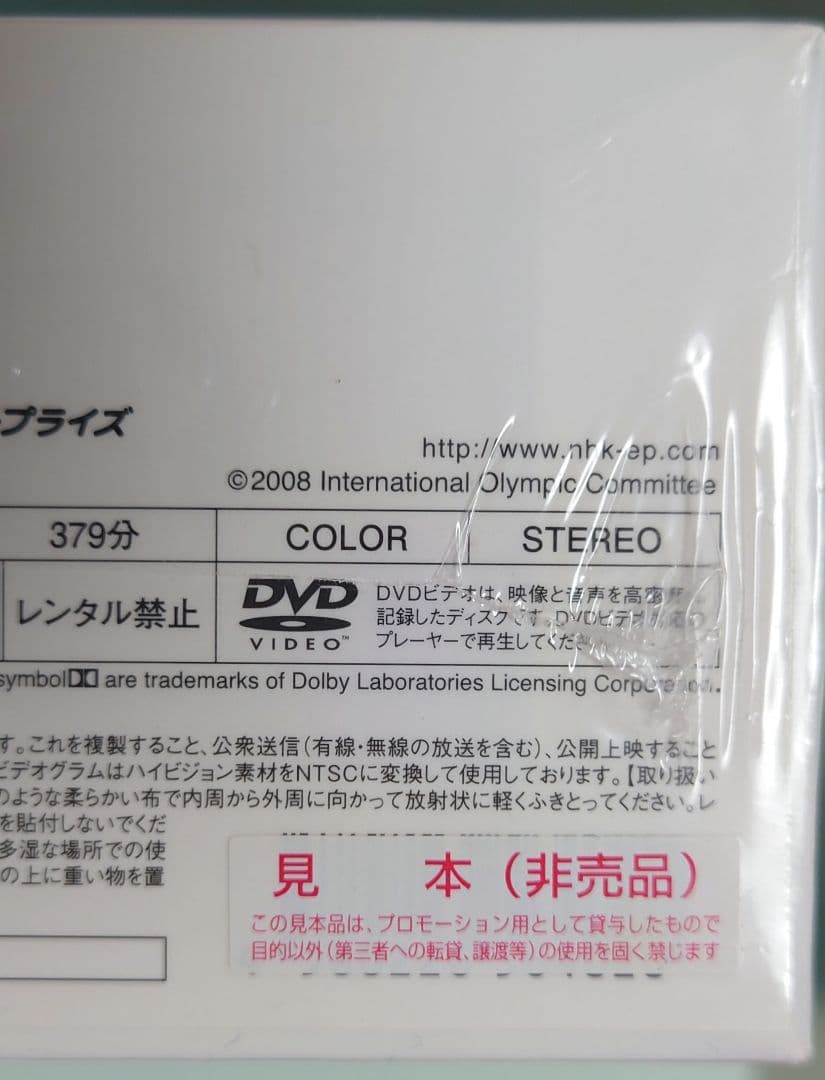 プライズ
http://www.nhk-ep.com
©2008 International Olympic Committee
379分 COLOR STEREO
レンタル禁止 DVD VIDEO™
DVDビデオは、映像と音声を高密
記録したディスクです。DVDビデオ
プレーヤーで再生してくださ
symbol are trademarks of Dolby Laboratories Licensing Corporation.
す。これを複製すること、公衆送信(有線・無線の放送を含む)、公開上映すること
ビデオグラムはハイビジョン素材をNTSCに変換して使用しております。【取り扱い
のような柔らかい布で内周から外周に向かって放射状に軽くふきとってください。レ
を貼付しないでくだ
多湿な場所での使
の上に重い物を置
見 本(非売品)
この見本品は、プロモーション用として貸与したもので
目的以外(第三者への転貸、譲渡等)の使用を固く禁じます